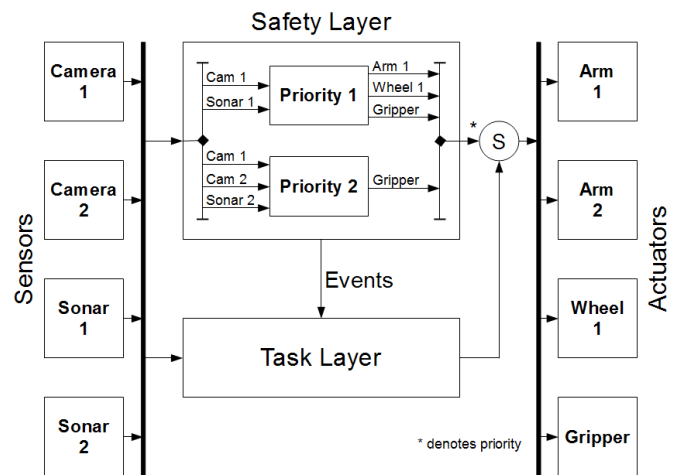 Safety Layer
Camera
1
Camera
2
Sonar
1
Sonar
2
Sensors
Cam 1
Sonar 1
Priority 1
Arm 1
Wheel 1
Gripper
Cam 1
Cam 2
Sonar 2
Priority 2
Gripper
*
S
Events
Task Layer
* denotes priority
Arm
1
Arm
2
Wheel
1
Gripper
Actuators